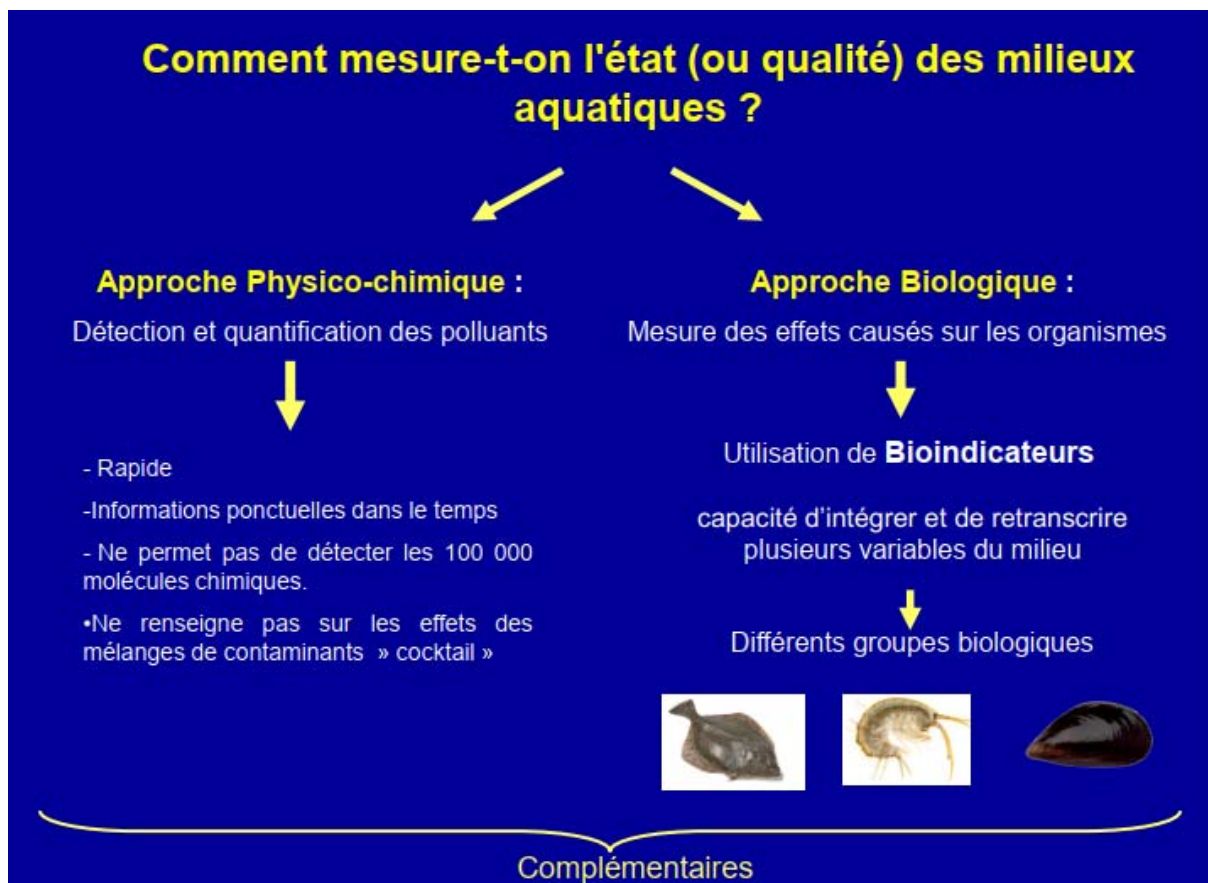 Comment mesure-t-on l'état (ou qualité) des milieux
aquatiques ?
Approche Physico-chimique :
Détection et quantification des polluants
- Rapide
-Informations ponctuelles dans le temps
- Ne permet pas de détecter les 100 000
molécules chimiques.
•Ne renseigne pas sur les effets des
mélanges de contaminants » cocktail »
Approche Biologique :
Mesure des effets causés sur les organismes
Utilisation de Bioindicateurs
capacité d'intégrer et de retranscrire
plusieurs variables du milieu
Différents groupes biologiques
Complémentaires